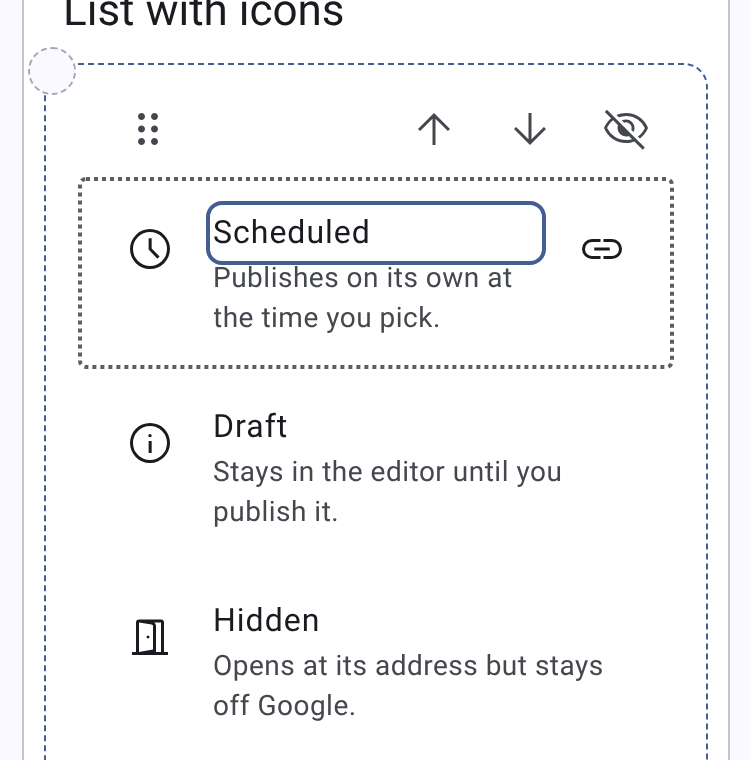 List with icons
Scheduled
Publishes on its own at
the time you pick.
Draft
Stays in the editor until you
publish it.
Hidden
Opens at its address but stays
off Google.